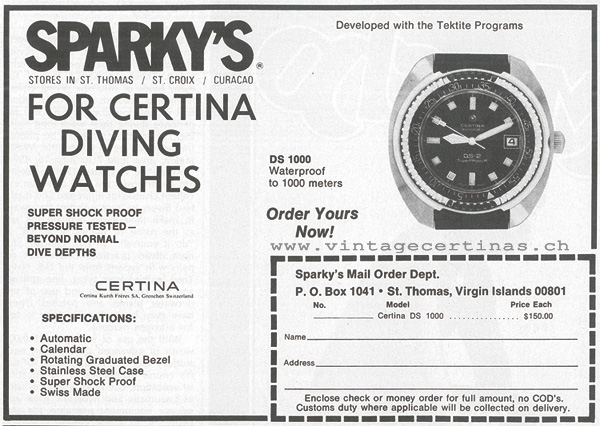 SPARKY'S®
STORES IN ST. THOMAS / ST. CROIX / CURACAO
FOR CERTINA
DIVING
WATCHES
SUPER SHOCK PROOF
PRESSURE TESTED—
BEYOND NORMAL
DIVE DEPTHS
CERTINA
Certina Kurth Frères SA, Grenchen Switzerland
SPECIFICATIONS:
• Automatic
• Calendar
• Rotating Graduated Bezel
• Stainless Steel Case
• Super Shock Proof
• Swiss Made
Developed with the Tektite Programs
CERTINA
4
DS-2
DS 1000
Waterproof
to 1000 meters
Order Yours
Now!
www.vintagecertinas.ch
Sparky's Mail Order Dept.
P. O. Box 1041 • St. Thomas, Virgin Islands 00801
No. Model Price Each
Certina DS 1000 $150.00
Name
Address
Enclose check or money order for full amount, no COD's.
Customs duty where applicable will be collected on delivery.